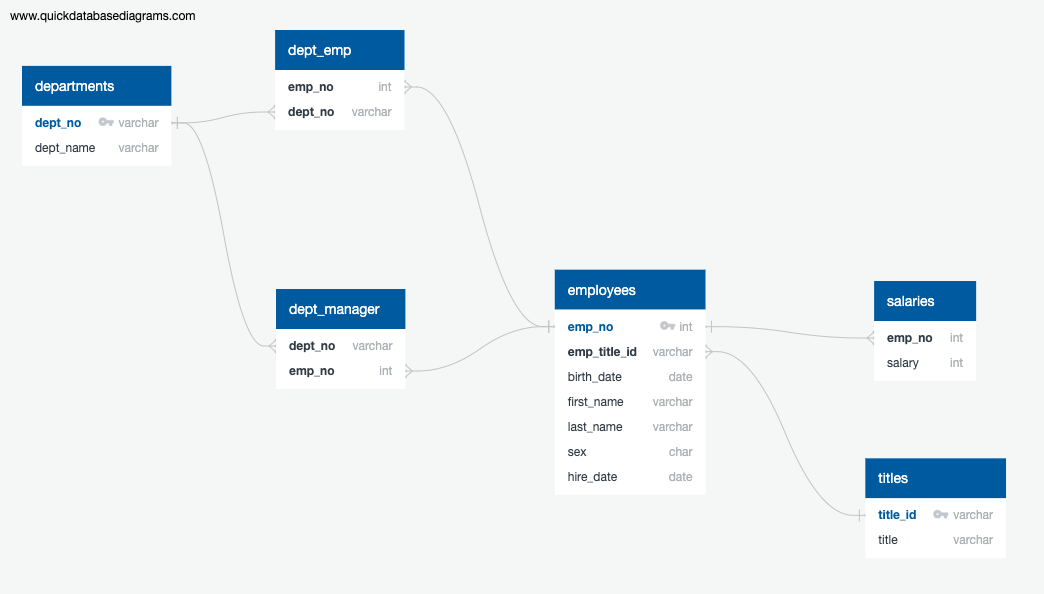 www.quickdatabasediagrams.com
departments
dept_no varchar
dept_name varchar
dept_emp
emp_no int
dept_no varchar
dept_manager
dept_no varchar
emp_no int
employees
emp_no int
emp_title_id varchar
birth_date date
first_name varchar
last_name varchar
sex char
hire_date date
salaries
emp_no int
salary int
titles
title_id varchar
title varchar